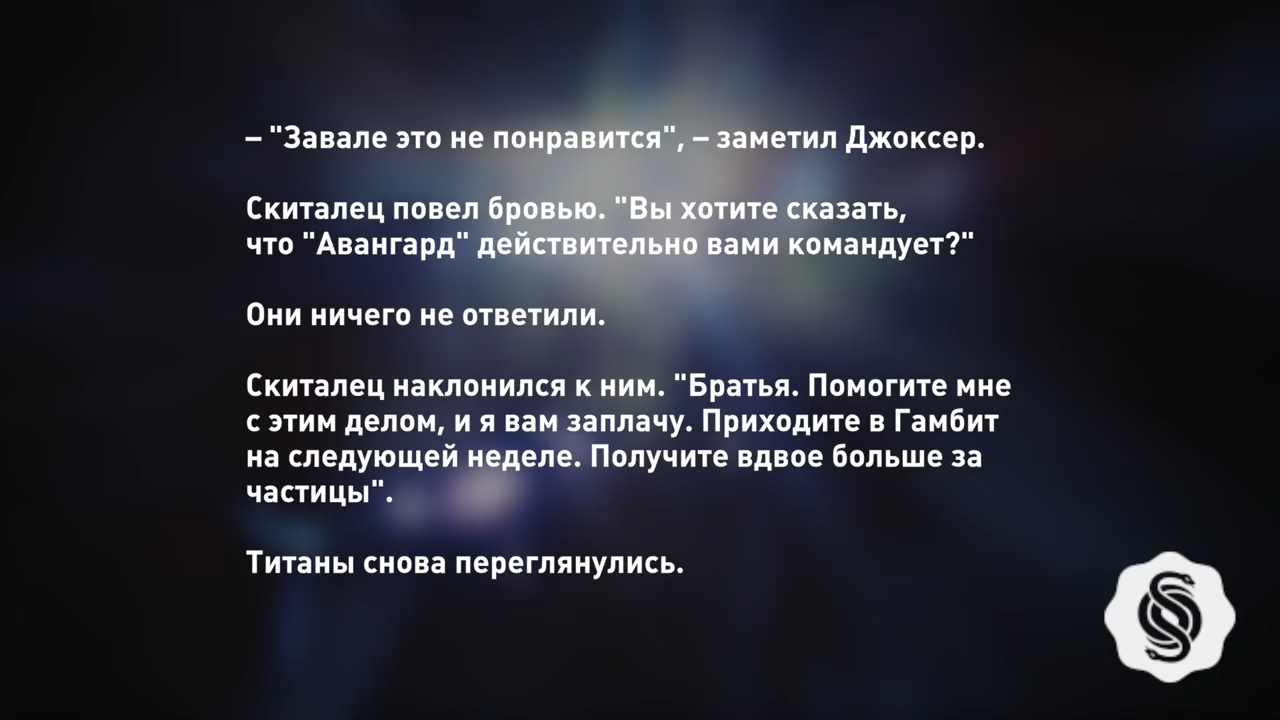 – "Завале это не понравится", – заметил Джоксер.
Скиталец повел бровью. "Вы хотите сказать,
что "Авангард" действительно вами командует?"
Они ничего не ответили.
Скиталец наклонился к ним. "Братья. Помогите мне
с этим делом, и я вам заплачу. Приходите в Гамбит
на следующей неделе. Получите вдвое больше за
частицы".
Титаны снова переглянулись.